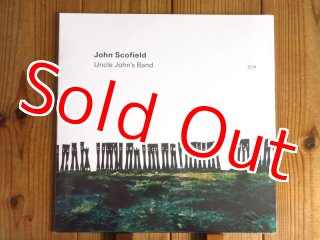 John Scofield
Uncle John's Band
ECM
Sold Out